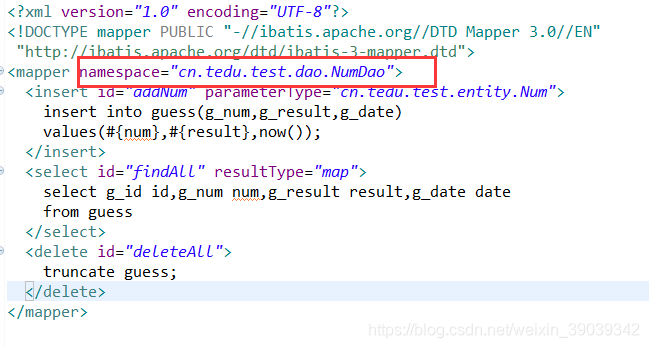 <?xml version="1.0" encoding="UTF-8"?>
<!DOCTYPE mapper PUBLIC "-//ibatis.apache.org//DTD Mapper 3.0//EN"
"http://ibatis.apache.org/dtd/ibatis-3-mapper.dtd">
<mapper namespace="cn.tedu.test.dao.NumDao">
<insert id="addNum" parameterType="cn.tedu.test.entity.Num">
insert into guess(g_num,g_result,g_date)
values(#{num},#{result},now());
</insert>
<select id="findAll" resultType="map">
select g_id id,g_num num,g_result result,g_date date
from guess
</select>
<delete id="deleteAll">
truncate guess;
</delete>
</mapper>
https://blog.csdn.net/weixin_39039342